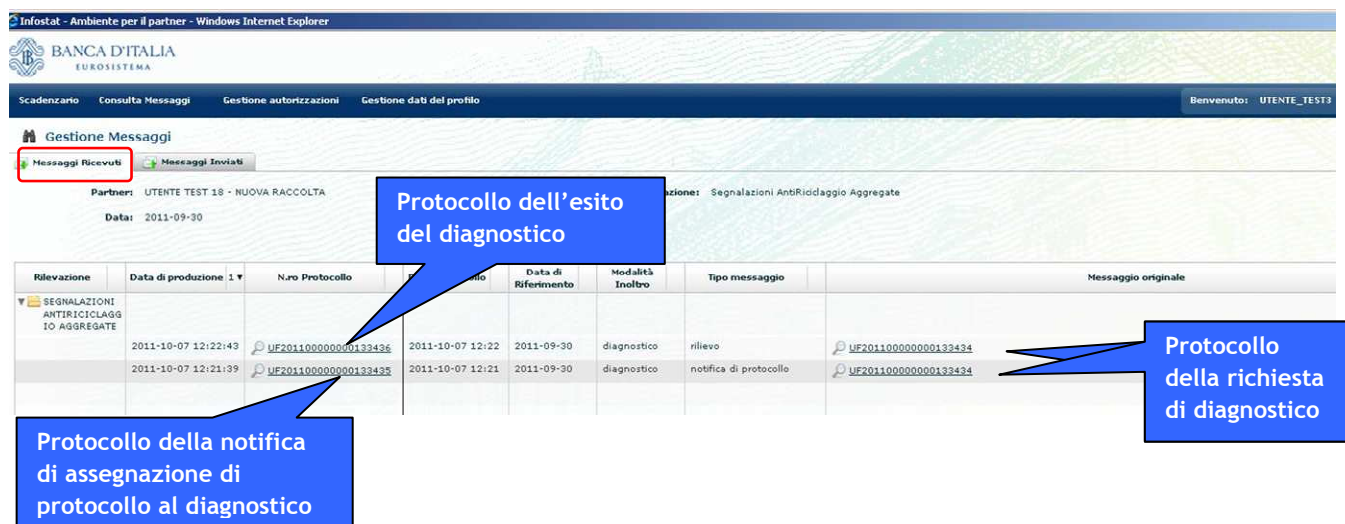 Infostat - Ambiente per il partner - Windows Internet Explorer
BANCA D'ITALIA
EUROSISTEMA
Scadenzario Consulta Messaggi Gestione autorizzazioni Gestione dati del profilo Benvenuto: UTENTE_TEST3
Gestione Messaggi
Messaggi Ricevuti Messaggi Inviati
Partner: UTENTE TEST 18 - NUOVA RACCOLTA azione: Segnalazioni AntiRiciclaggio Aggregate
Data: 2011-09-30
Protocollo dell'esito
del diagnostico
Rilevazione Data di produzione 1 N.ro Protocollo Data di Riferimento Modalità Inoltro Tipo messaggio Messaggio originale
SEGNALAZIONI
ANTIRICICLAGG
IO AGGREGATE
2011-10-07 12:22:43 UF201100000000133436 2011-10-07 12:22 2011-09-30 diagnostico rilievo UF201100000000133434
2011-10-07 12:21:39 UF201100000000133435 2011-10-07 12:21 2011-09-30 diagnostico notifica di protocollo UF201100000000133434
Protocollo
della richiesta
di diagnostico
Protocollo della notifica
di assegnazione di
protocollo al diagnostico